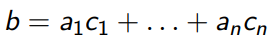 b = a₁c₁ + . . . + aₙcₙ